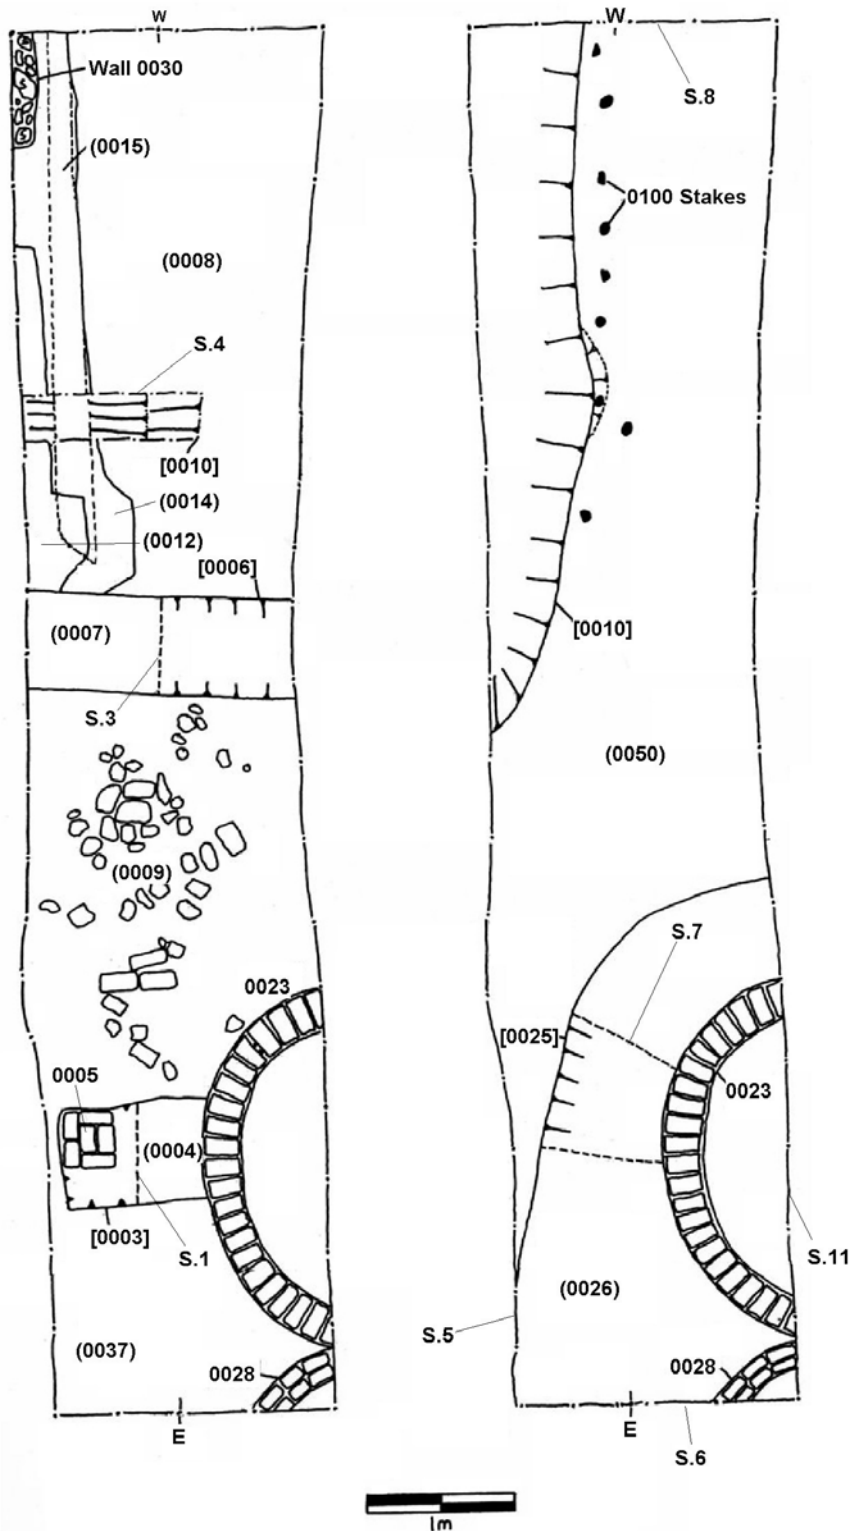 W
Wall 0030
(0015)
(0008)
S.4
[0010]
(0014)
(0012)
[0006]
(0007)
S.3
(0009)
0023
0005
(0004)
[0003]
S.1
(0037)
0028
E
W
S.8
0100 Stakes
[0010]
(0050)
S.7
[0025]
0023
S.11
(0026)
S.5
0028
E
S.6
1m